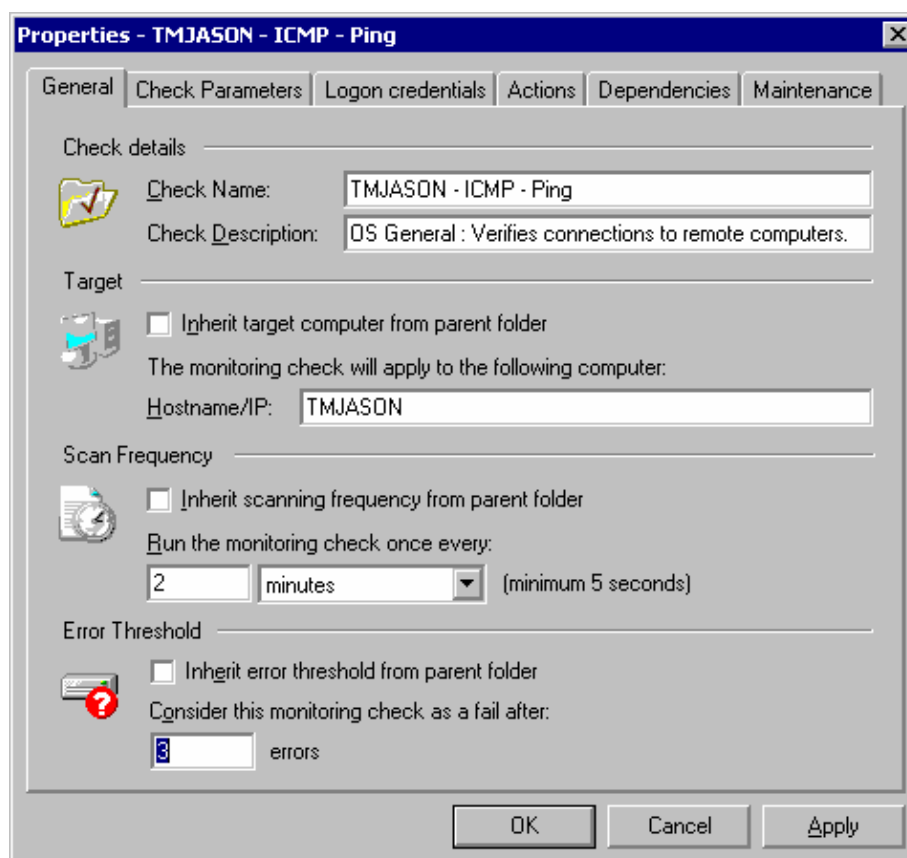 Properties - TMJASON - ICMP - Ping
General Check Parameters Logon credentials Actions Dependencies Maintenance
Check details
Check Name: TMJASON - ICMP - Ping
Check Description: OS General : Verifies connections to remote computers.
Target
Inherit target computer from parent folder
The monitoring check will apply to the following computer:
Hostname/IP: TMJASON
Scan Frequency
Inherit scanning frequency from parent folder
Run the monitoring check once every:
2 minutes (minimum 5 seconds)
Error Threshold
Inherit error threshold from parent folder
Consider this monitoring check as a fail after:
3 errors
OK Cancel Apply